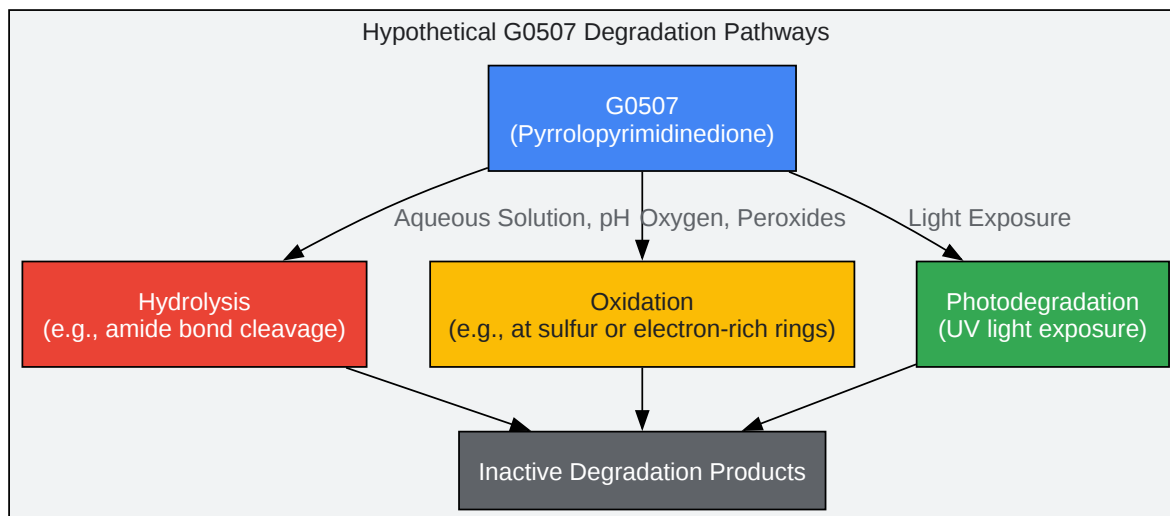 Hypothetical G0507 Degradation Pathways
G0507
(Pyrrolopyrimidinedione)
Aqueous Solution, pH
Oxygen, Peroxides
Light Exposure
Hydrolysis
(e.g., amide bond cleavage)
Oxidation
(e.g., at sulfur or electron-rich rings)
Photodegradation
(UV light exposure)
Inactive Degradation Products